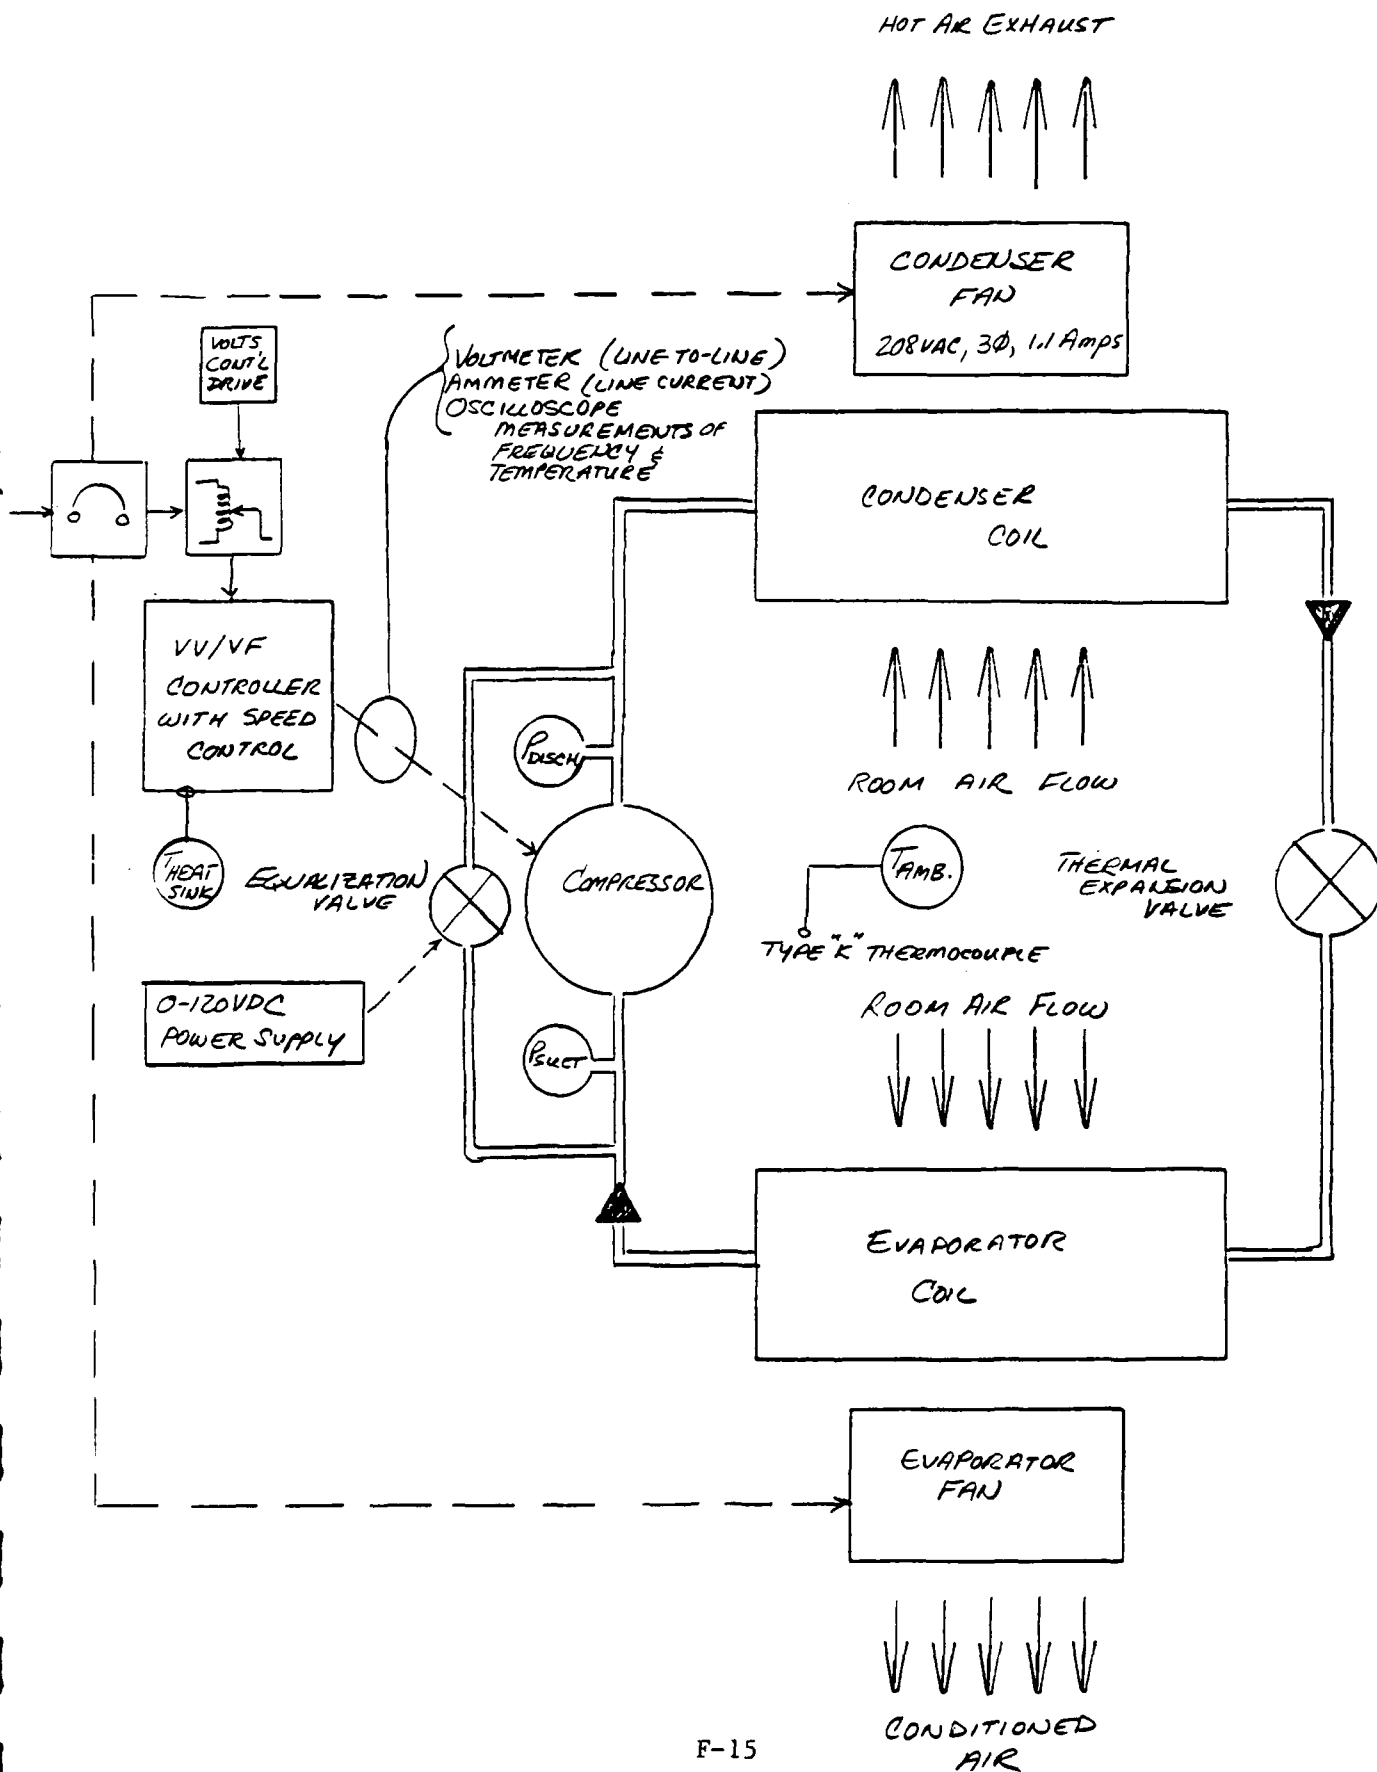 HOT AIR EXHAUST
CONDENSER
FAN
208VAC, 3Ø, 1.1 Amps
VOLTS
CONT'L
DRIVE
VOLTMETER (LINE TO-LINE)
AMMETER (LINE CURRENT)
OSCILLOSCOPE
MEASUREMENTS OF
FREQUENCY &
TEMPERATURE
CONDENSER
COIL
VV/VF
CONTROLLER
WITH SPEED
CONTROL
PDISCH
ROOM AIR FLOW
THEAT
SINK
EQUALIZATION
VALVE
COMPRESSOR
TAMB.
THERMAL
EXPANSION
VALVE
TYPE "K" THERMOCOUPLE
0-120VDC
POWER SUPPLY
ROOM AIR FLOW
PSUCT
EVAPORATOR
COIL
EVAPORATOR
FAN
CONDITIONED
AIR
F-15